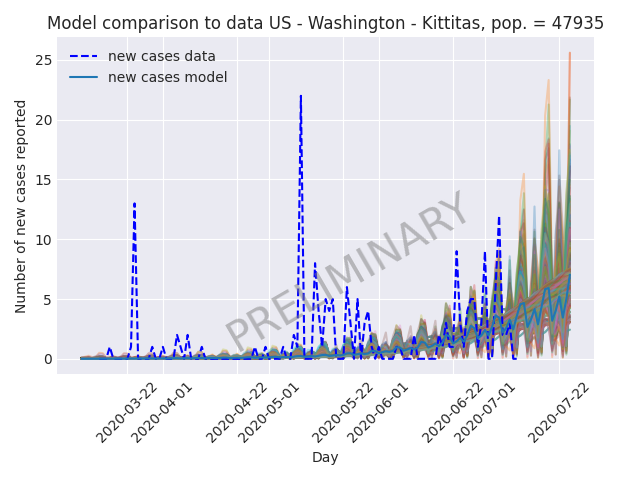 Model comparison to data US - Washington - Kittitas, pop. = 47935
new cases data
new cases model
25
20
15
10
5
0
Number of new cases reported
PRELIMINARY
2020-03-22
2020-04-01
2020-04-22
2020-05-01
2020-05-22
2020-06-01
2020-06-22
2020-07-01
2020-07-22
Day